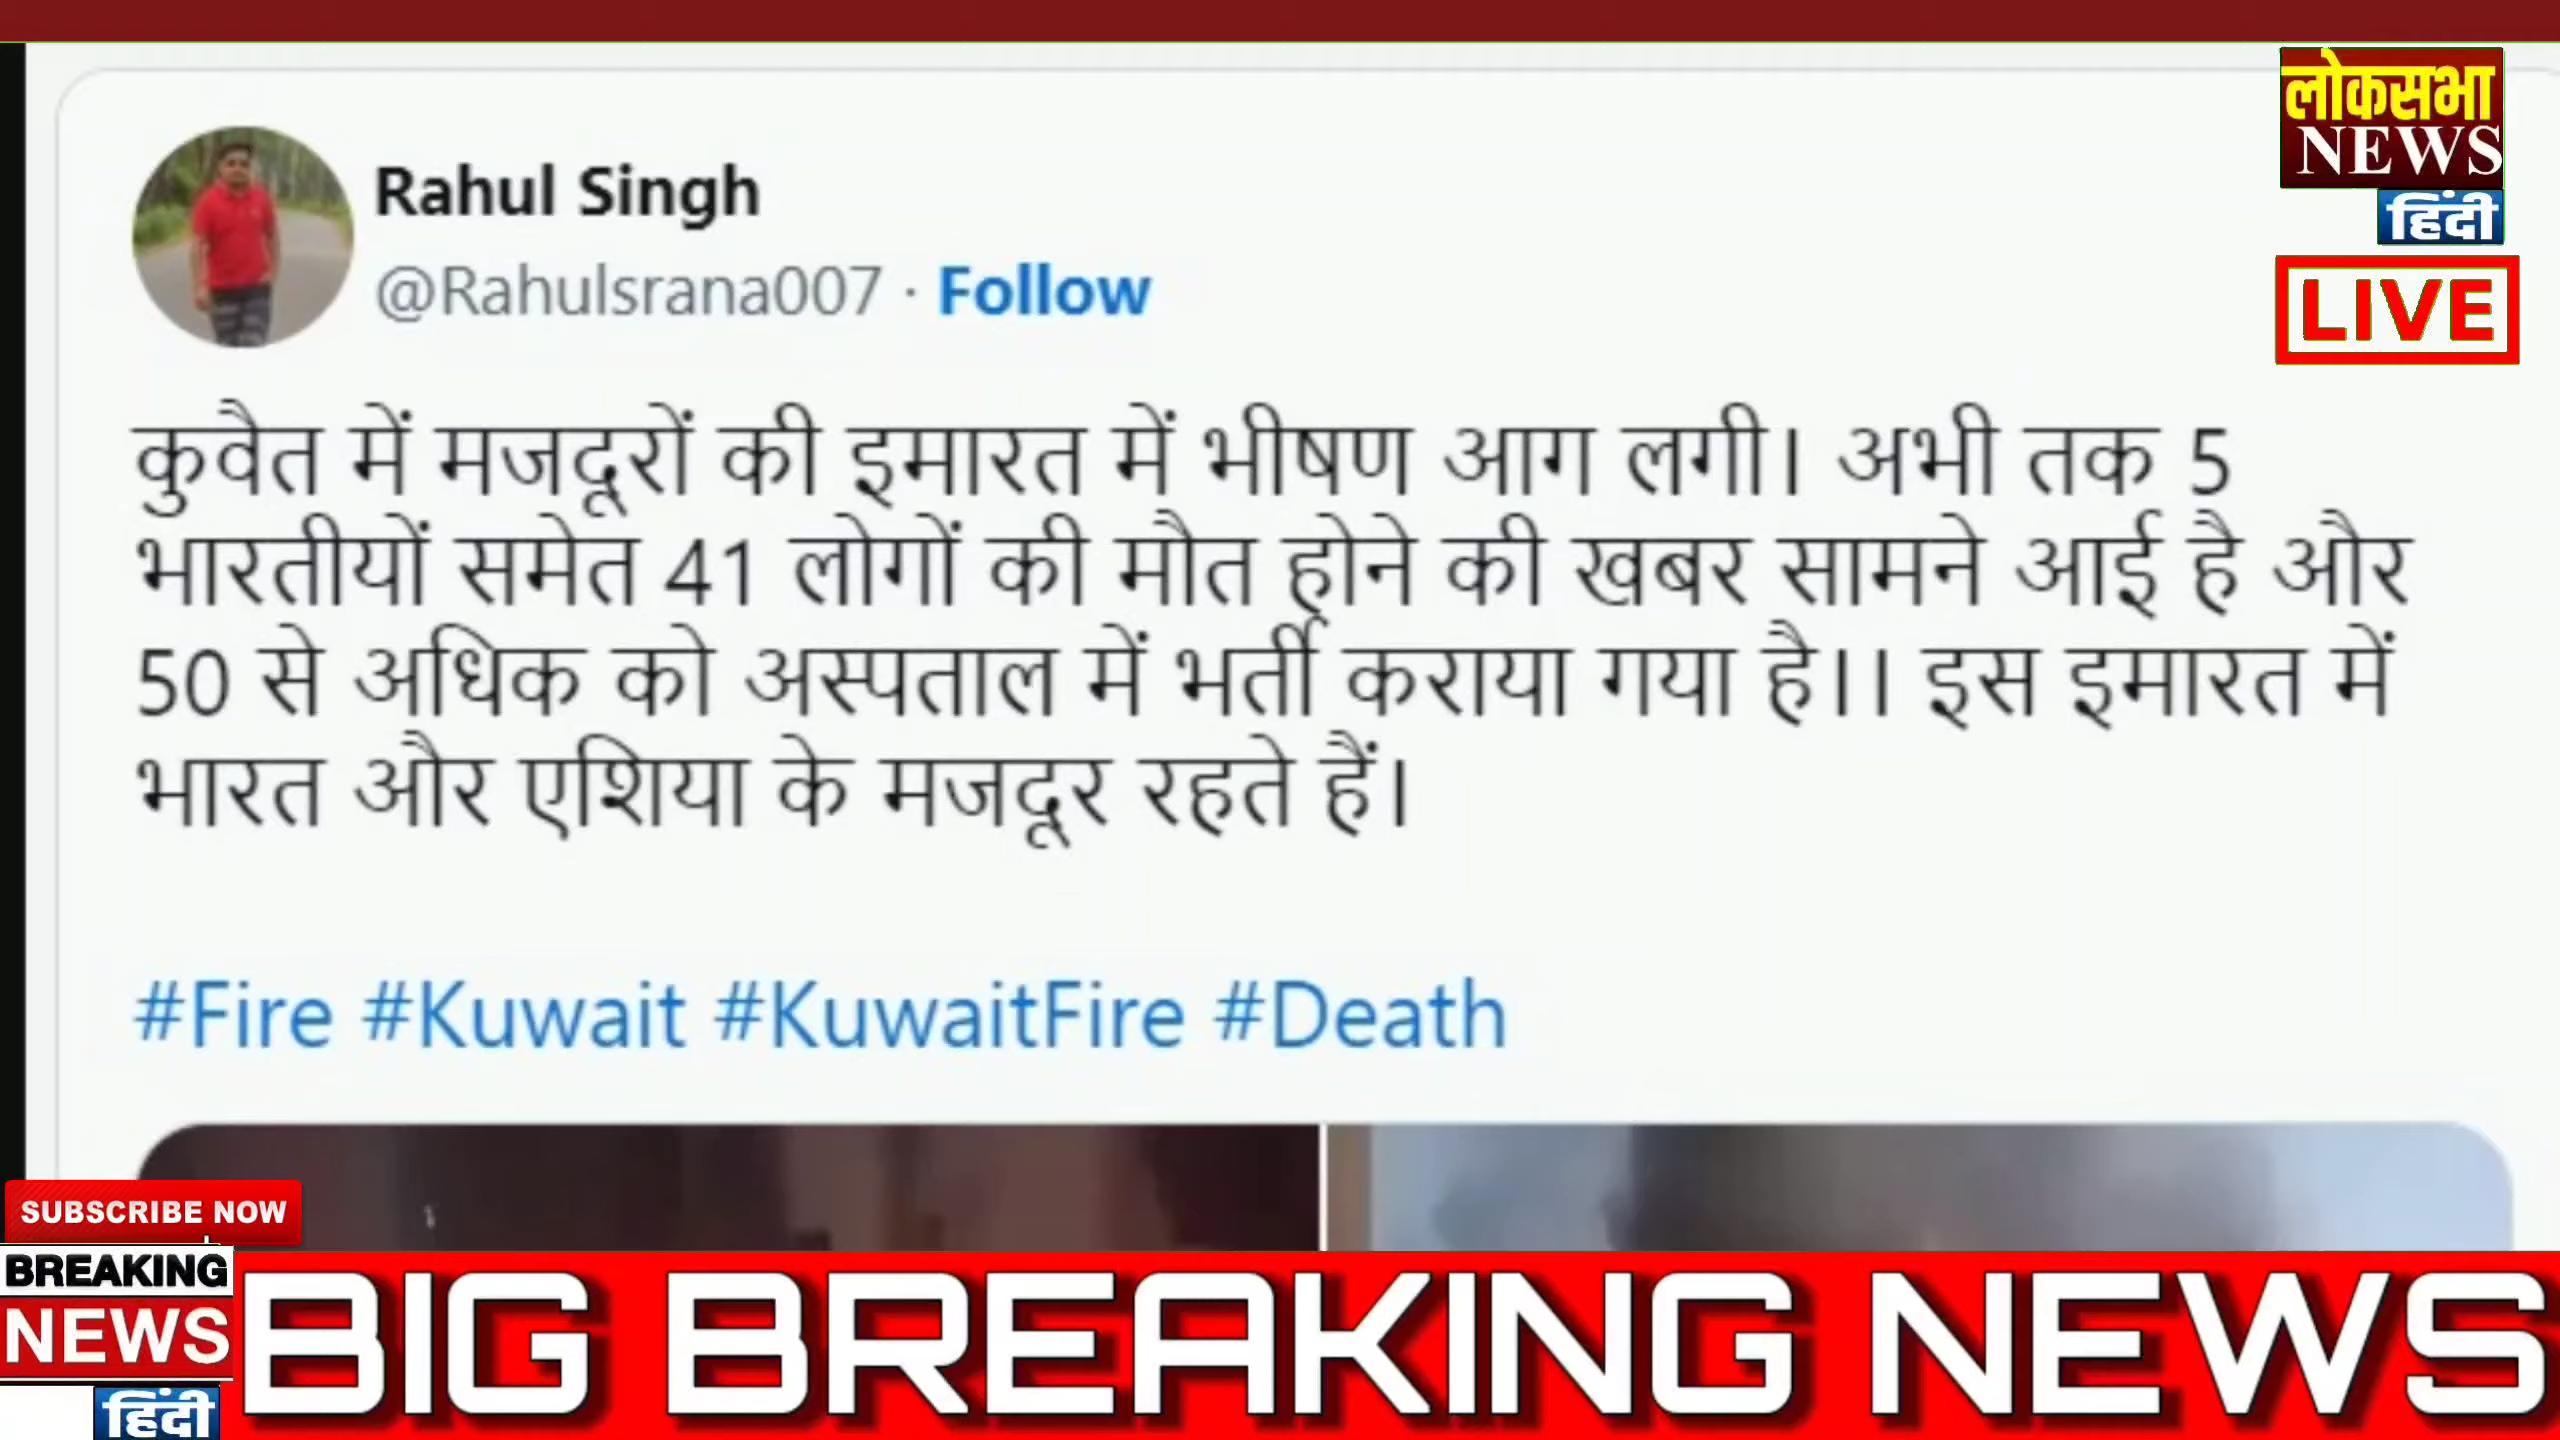 लोकसभा
NEWS
हिंदी
LIVE
Rahul Singh
@Rahulsrana007 · Follow
कुवैत में मजदूरों की इमारत में भीषण आग लगी। अभी तक 5
भारतीयों समेत 41 लोगों की मौत होने की खबर सामने आई है और
50 से अधिक को अस्पताल में भर्ती कराया गया है।। इस इमारत में
भारत और एशिया के मजदूर रहते हैं।
#Fire #Kuwait #KuwaitFire #Death
SUBSCRIBE NOW
BREAKING
NEWS
हिंदी
BIG BREAKING NEWS